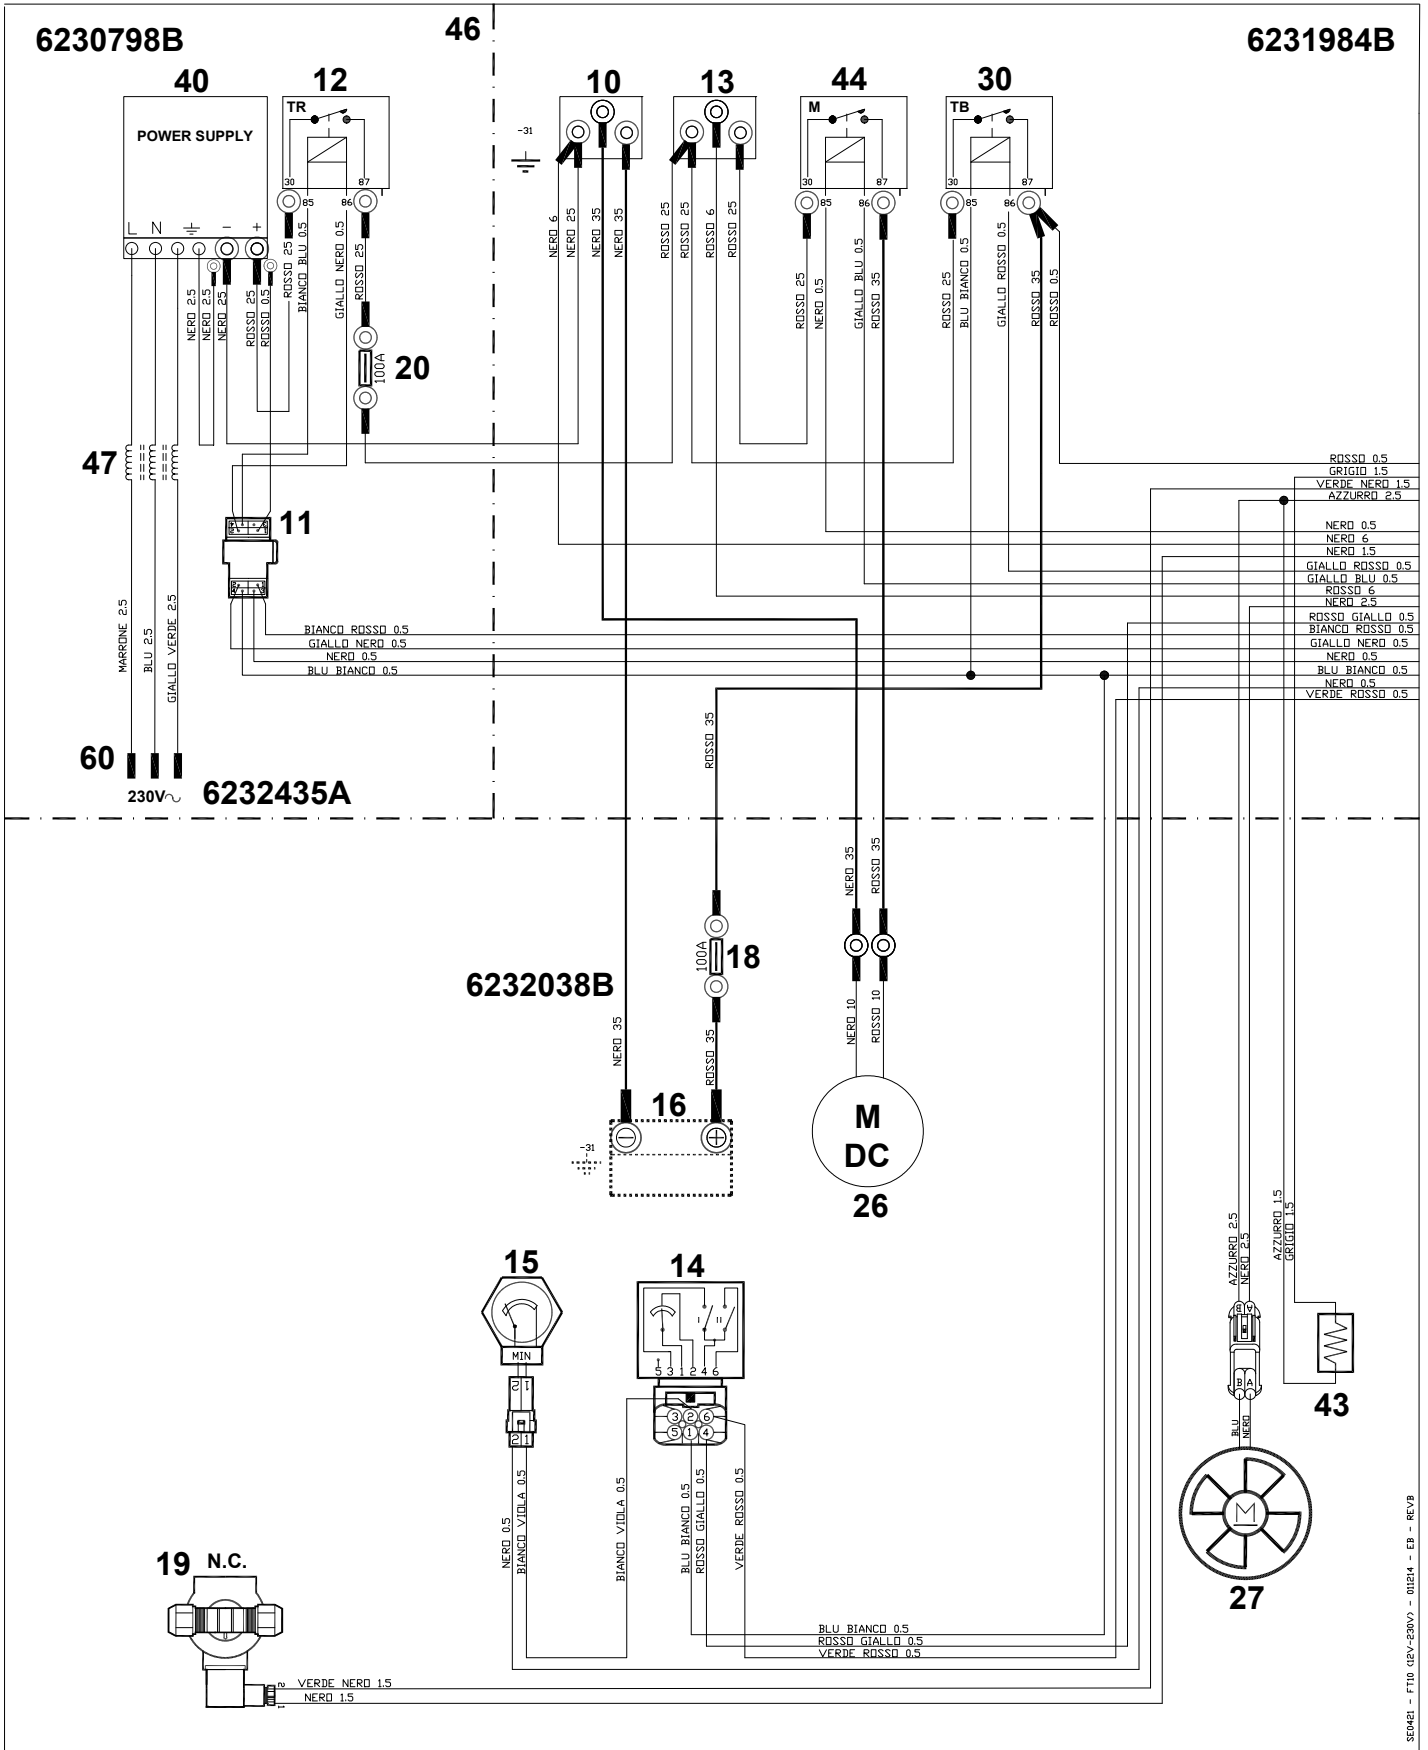 6230798B
46
6231984B
40
12
10
13
44
30
POWER SUPPLY
TR
M
TB
-31
30
87
85
86
30
87
85
86
30
87
85
86
L N - +
NERO 2.5
NERO 2.5
NERO 25
ROSSO 25
ROSSO 0.5
ROSSO 25
BIANCO BLU 0.5
GIALLO NERO 0.5
ROSSO 25
NERO 6
NERO 25
NERO 35
NERO 35
ROSSO 25
ROSSO 25
ROSSO 6
ROSSO 25
ROSSO 25
NERO 0.5
GIALLO BLU 0.5
ROSSO 35
ROSSO 25
BLU BIANCO 0.5
GIALLO ROSSO 0.5
ROSSO 35
ROSSO 0.5
100A
20
47
11
ROSSO 0.5
GRIGIO 1.5
VERDE NERO 1.5
AZZURRO 2.5
NERO 0.5
NERO 6
NERO 1.5
GIALLO ROSSO 0.5
GIALLO BLU 0.5
ROSSO 6
NERO 2.5
ROSSO GIALLO 0.5
BIANCO ROSSO 0.5
GIALLO NERO 0.5
NERO 0.5
BLU BIANCO 0.5
NERO 0.5
VERDE ROSSO 0.5
MARRONE 2.5
BLU 2.5
GIALLO VERDE 2.5
BIANCO ROSSO 0.5
GIALLO NERO 0.5
NERO 0.5
BLU BIANCO 0.5
60
230V
6232435A
ROSSO 35
NERO 35
ROSSO 35
100A
18
6232038B
NERO 35
ROSSO 35
NERO 10
ROSSO 10
16
-31
M
DC
26
AZZURRO 2.5
NERO 2.5
AZZURRO 1.5
GRIGIO 1.5
15
14
MIN
I II
5 3 1 2 4 6
2 1
2 1
3 2 6
5 1 4
B A
B A
43
BLU
NERO
M
27
NERO 0.5
BIANCO VIOLA 0.5
BIANCO VIOLA 0.5
BLU BIANCO 0.5
ROSSO GIALLO 0.5
VERDE ROSSO 0.5
19 N.C.
BLU BIANCO 0.5
ROSSO GIALLO 0.5
VERDE ROSSO 0.5
2 1
VERDE NERO 1.5
NERO 1.5
SE0421 - FT10 (12V-230V) - 011214 - EB - REVB